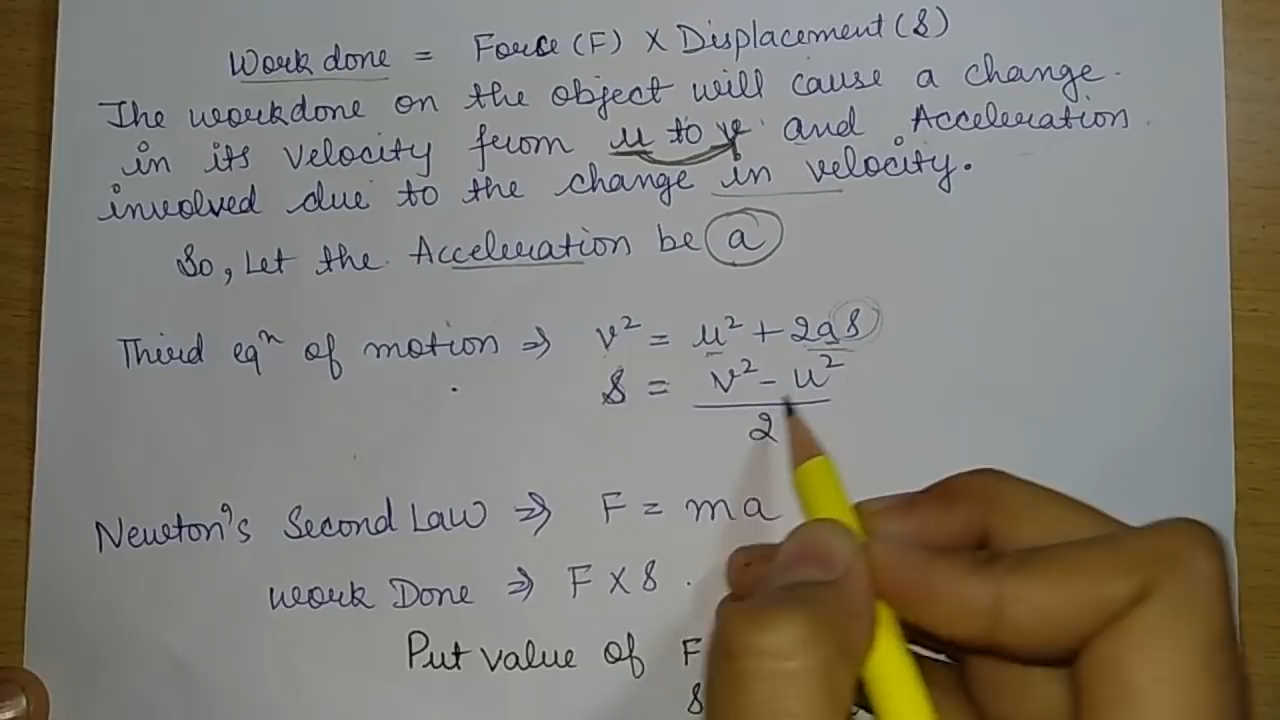 Work done = Force (F) X Displacement (S)
The workdone on the object will cause a change
in its velocity from u to v and Acceleration
involved due to the change in velocity.
So, Let the Acceleration be a
Third eqⁿ of motion ⇒ v² = u² + 2as
S = v² - u²
2
Newton's Second Law ⇒ F = ma
Work Done ⇒ F X S .
Put value of F
S